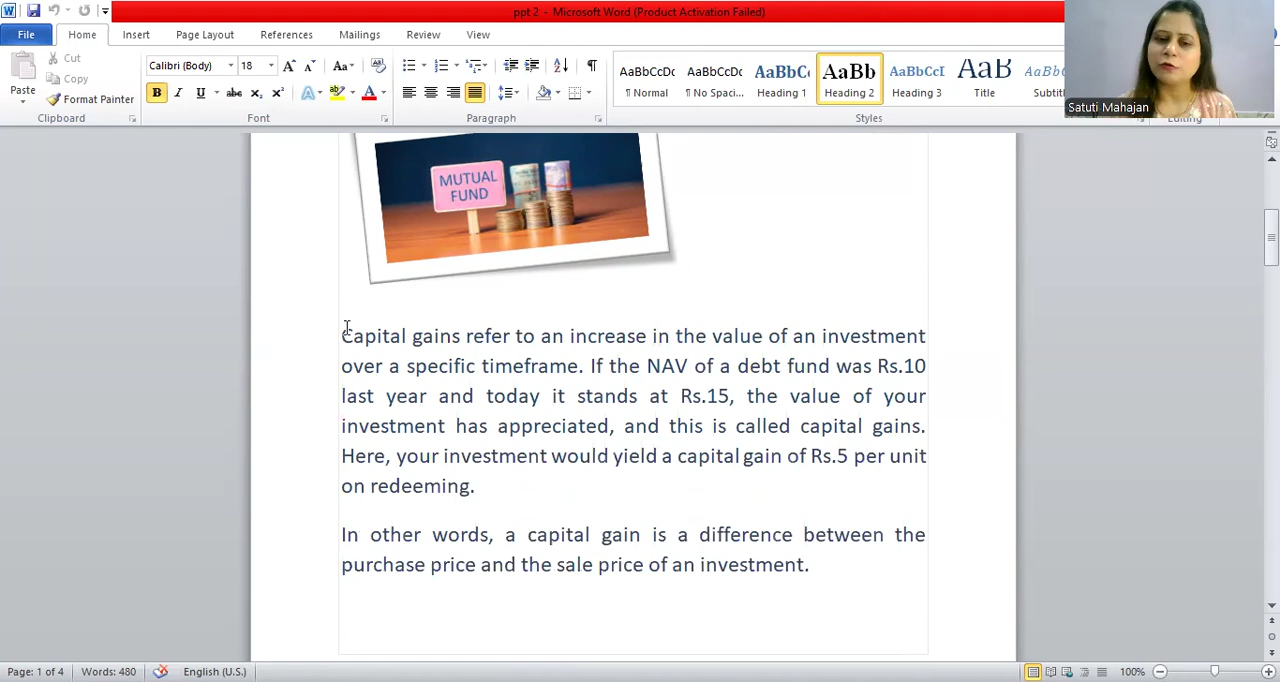 ppt 2 - Microsoft Word (Product Activation Failed)
File Home Insert Page Layout References Mailings Review View
Cut
Copy
Paste
Format Painter
Clipboard
Calibri (Body) 18
Font
Paragraph
AaBbCcDc AaBbCcDc AaBbC AaBb AaBbCcI AaB
¶ Normal ¶ No Spaci... Heading 1 Heading 2 Heading 3 Title
Styles
Editing
Satuti Mahajan
MUTUAL
FUND
Capital gains refer to an increase in the value of an investment
over a specific timeframe. If the NAV of a debt fund was Rs.10
last year and today it stands at Rs.15, the value of your
investment has appreciated, and this is called capital gains.
Here, your investment would yield a capital gain of Rs.5 per unit
on redeeming.
In other words, a capital gain is a difference between the
purchase price and the sale price of an investment.
Page: 1 of 4 Words: 480 English (U.S.) 100%